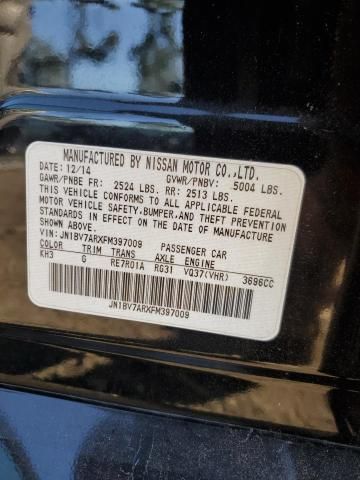 MANUFACTURED BY NISSAN MOTOR CO.,LTD.
DATE: 12/14 GVWR/PNBV: 5004 LBS.
GAWR/PNBE FR: 2524 LBS. RR: 2513 LBS.
THIS VEHICLE CONFORMS TO ALL APPLICABLE FEDERAL
MOTOR VEHICLE SAFETY,BUMPER,AND THEFT PREVENTION
STANDARDS IN EFFECT ON THE DATE OF MANUFACTURE
SHOWN ABOVE.
VIN: JN1BV7ARXFM397009 PASSENGER CAR
COLOR TRIM TRANS AXLE ENGINE
KH3 G RE7R01A RG31 VQ37(VHR) 3696CC
JN1BV7ARXFM397009